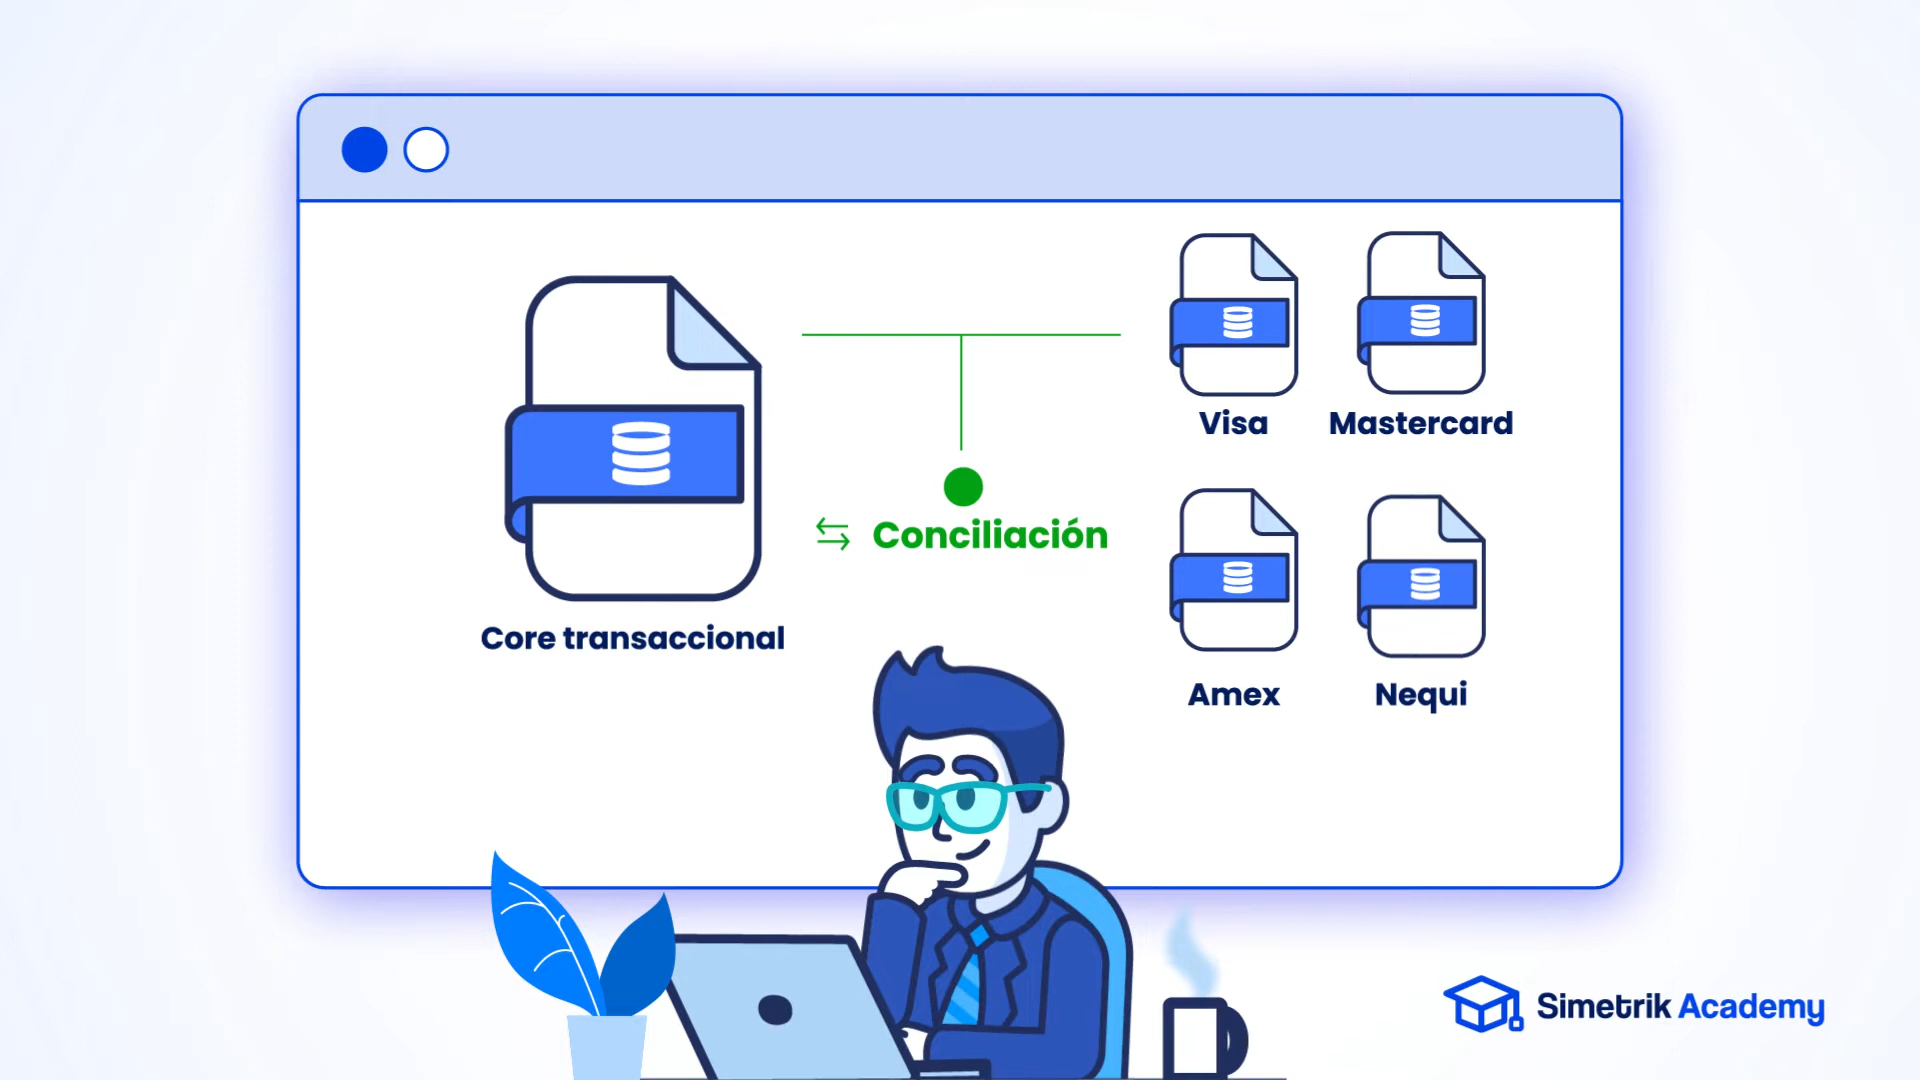 Visa
Mastercard
Conciliación
Core transaccional
Amex
Nequi
Simetrik Academy